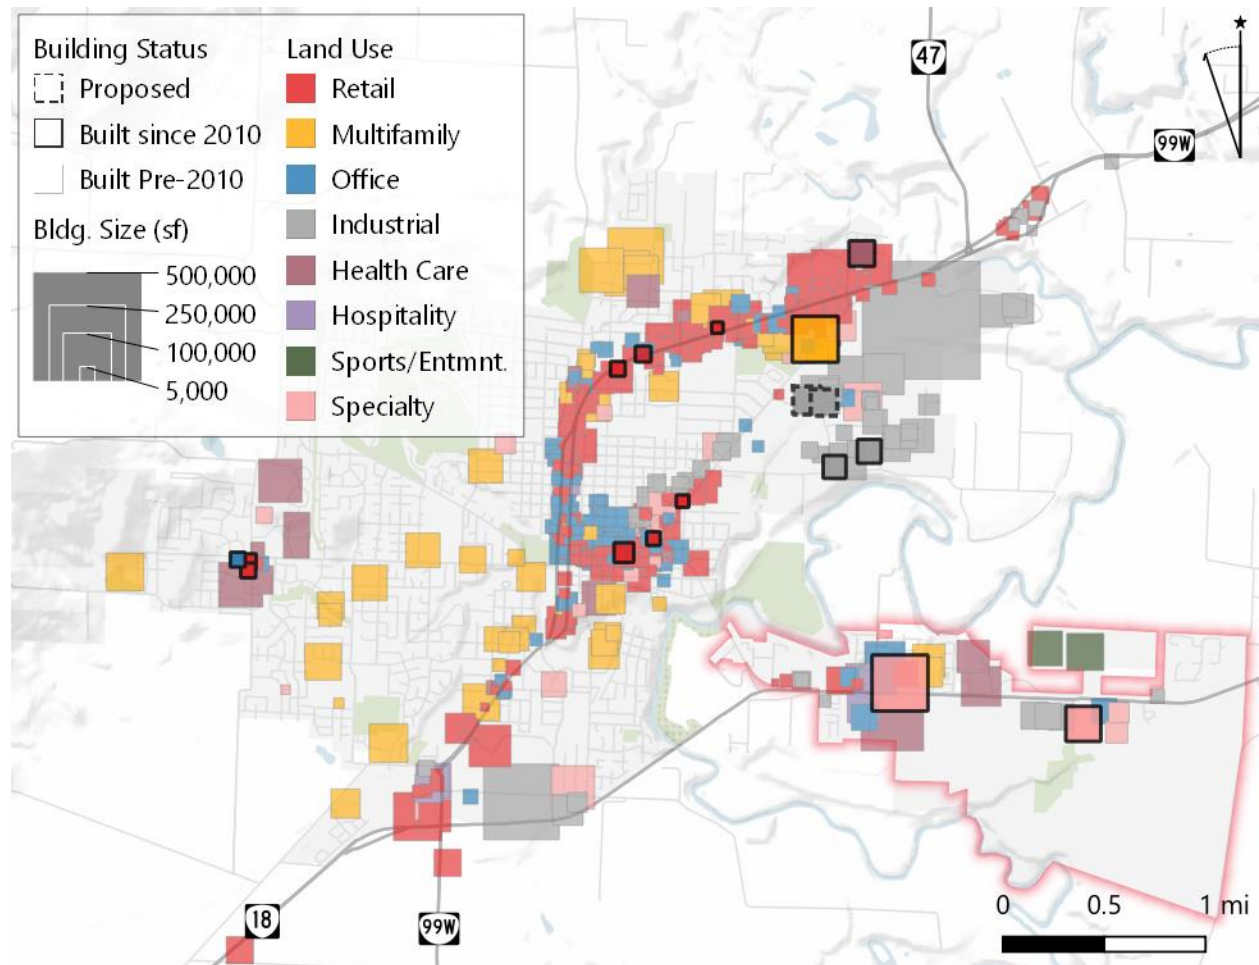 Building Status
Proposed
Built since 2010
Built Pre-2010
Bldg. Size (sf)
500,000
250,000
100,000
5,000
Land Use
Retail
Multifamily
Office
Industrial
Health Care
Hospitality
Sports/Entmnt.
Specialty
47
99W
18
99W
0 0.5 1 mi